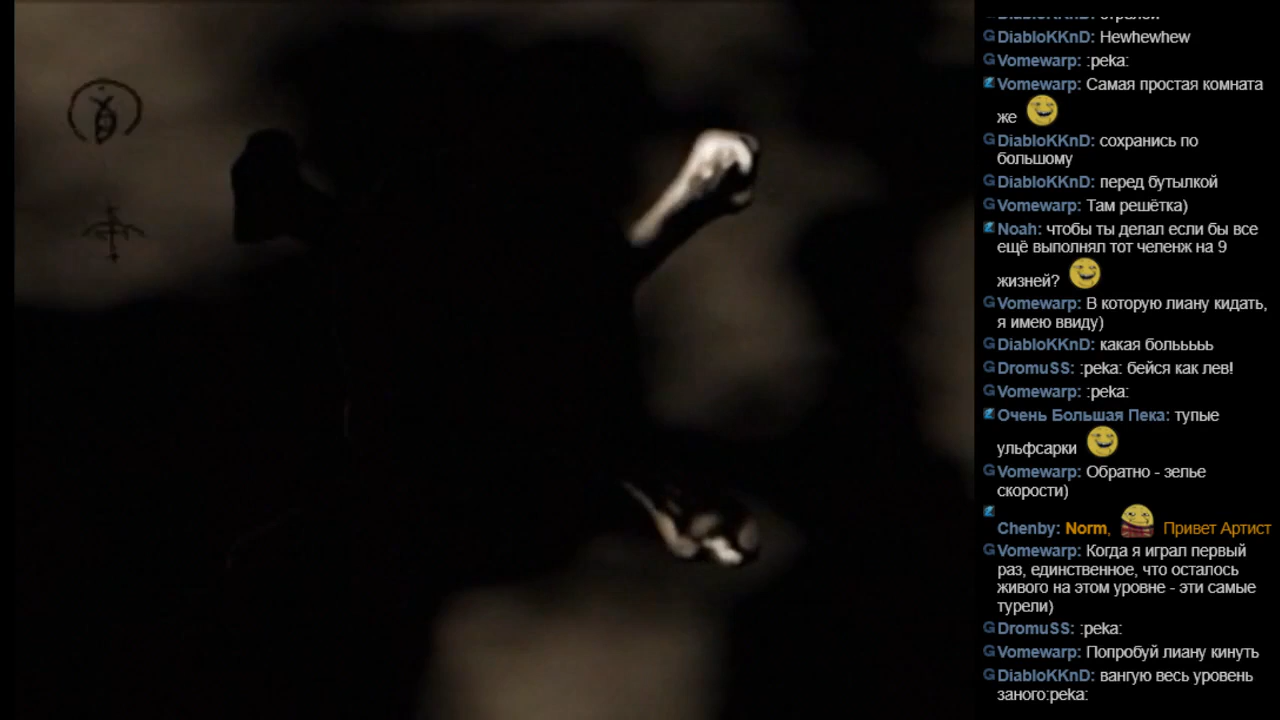 DiabloKKnD: Hewhewhew
Vomewarp: :peka:
Vomewarp: Самая простая комната
же
DiabloKKnD: сохранись по
большому
DiabloKKnD: перед бутылкой
Vomewarp: Там решётка)
Noah: чтобы ты делал если бы все
ещё выполнял тот челенж на 9
жизней?
Vomewarp: В которую лиану кидать,
я имею ввиду)
DiabloKKnD: какая больььь
DromuSS: :peka: бейся как лев!
Vomewarp: :peka:
Очень Большая Пека: тупые
ульфсарки
Vomewarp: Обратно - зелье
скорости)
Chenby: Norm, Привет Артист
Vomewarp: Когда я играл первый
раз, единственное, что осталось
живого на этом уровне - эти самые
турели)
DromuSS: :peka:
Vomewarp: Попробуй лиану кинуть
DiabloKKnD: вангую весь уровень
заного:peka: